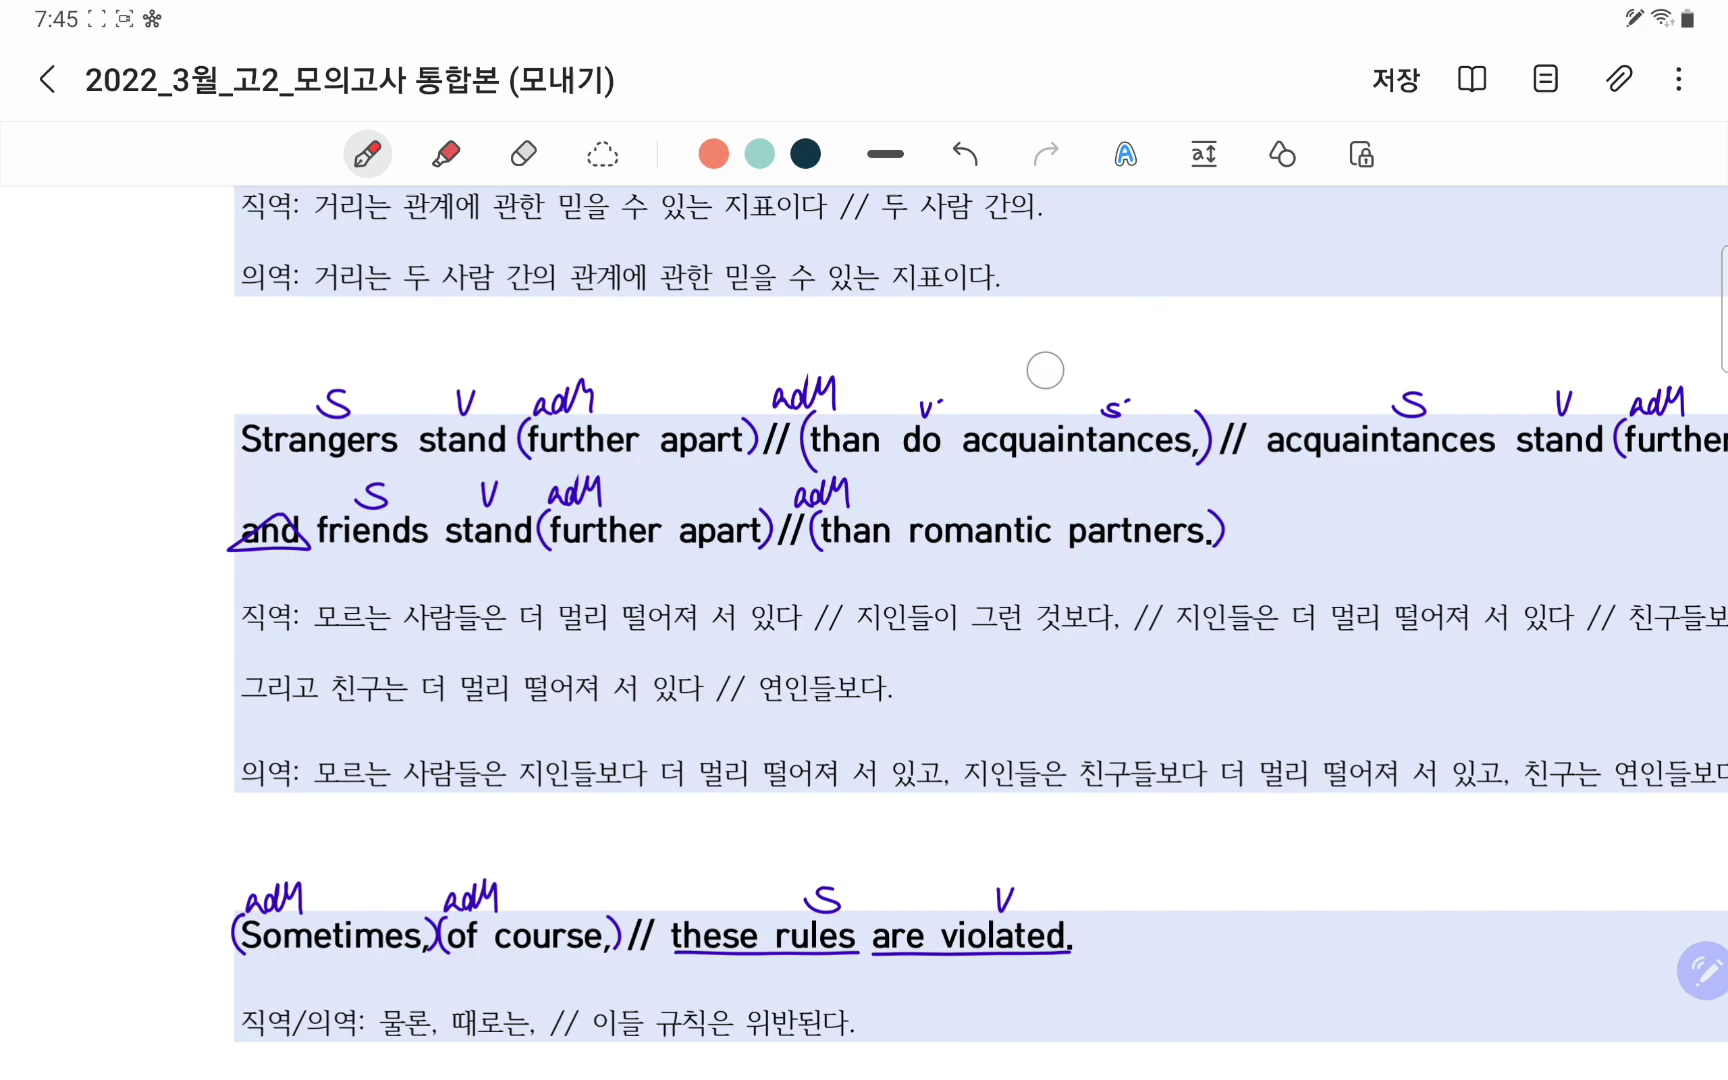 7:45
2022_3월_고2_모의고사 통합본 (모내기)
저장
직역: 거리는 관계에 관한 믿을 수 있는 지표이다 // 두 사람 간의.
의역: 거리는 두 사람 간의 관계에 관한 믿을 수 있는 지표이다.
S V adM adM v' s' S V adM
Strangers stand (further apart) // (than do acquaintances,) // acquaintances stand (further
S V adM adM
and friends stand (further apart) // (than romantic partners.)
직역: 모르는 사람들은 더 멀리 떨어져 서 있다 // 지인들이 그런 것보다, // 지인들은 더 멀리 떨어져 서 있다 // 친구들보
그리고 친구는 더 멀리 떨어져 서 있다 // 연인들보다.
의역: 모르는 사람들은 지인들보다 더 멀리 떨어져 서 있고, 지인들은 친구들보다 더 멀리 떨어져 서 있고, 친구는 연인들보다
adM adM S V
(Sometimes,) (of course,) // these rules are violated.
직역/의역: 물론, 때로는, // 이들 규칙은 위반된다.